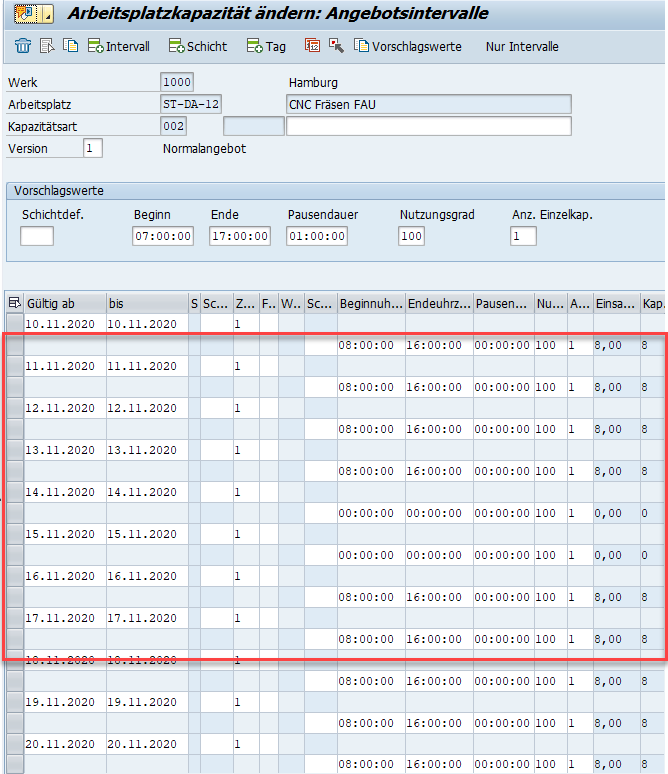 Arbeitsplatzkapazität ändern: Angebotsintervalle
Intervall Schicht Tag Vorschlagswerte Nur Intervalle
Werk 1000 Hamburg
Arbeitsplatz ST-DA-12 CNC Fräsen FAU
Kapazitätsart 002
Version 1 Normalangebot
Vorschlagswerte
Schichtdef. Beginn Ende Pausendauer Nutzungsgrad Anz. Einzelkap.
07:00:00 17:00:00 01:00:00 100 1
Gültig ab bis S Sc... Z... F.. W.. Sc... Beginnuh... Endeuhrz... Pausen... Nu... A... Einsa... Kap.
10.11.2020 10.11.2020 1
08:00:00 16:00:00 00:00:00 100 1 8,00 8
11.11.2020 11.11.2020 1
08:00:00 16:00:00 00:00:00 100 1 8,00 8
12.11.2020 12.11.2020 1
08:00:00 16:00:00 00:00:00 100 1 8,00 8
13.11.2020 13.11.2020 1
08:00:00 16:00:00 00:00:00 100 1 8,00 8
14.11.2020 14.11.2020 1
00:00:00 00:00:00 00:00:00 100 1 0,00 0
15.11.2020 15.11.2020 1
00:00:00 00:00:00 00:00:00 100 1 0,00 0
16.11.2020 16.11.2020 1
08:00:00 16:00:00 00:00:00 100 1 8,00 8
17.11.2020 17.11.2020 1
08:00:00 16:00:00 00:00:00 100 1 8,00 8
18.11.2020 18.11.2020 1
08:00:00 16:00:00 00:00:00 100 1 8,00 8
19.11.2020 19.11.2020 1
08:00:00 16:00:00 00:00:00 100 1 8,00 8
20.11.2020 20.11.2020 1
08:00:00 16:00:00 00:00:00 100 1 8,00 8